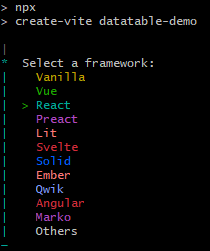 > npx
> create-vite datatable-demo
|
* Select a framework:
| Vanilla
| Vue
| > React
| Preact
| Lit
| Svelte
| Solid
| Ember
| Qwik
| Angular
| Marko
| Others